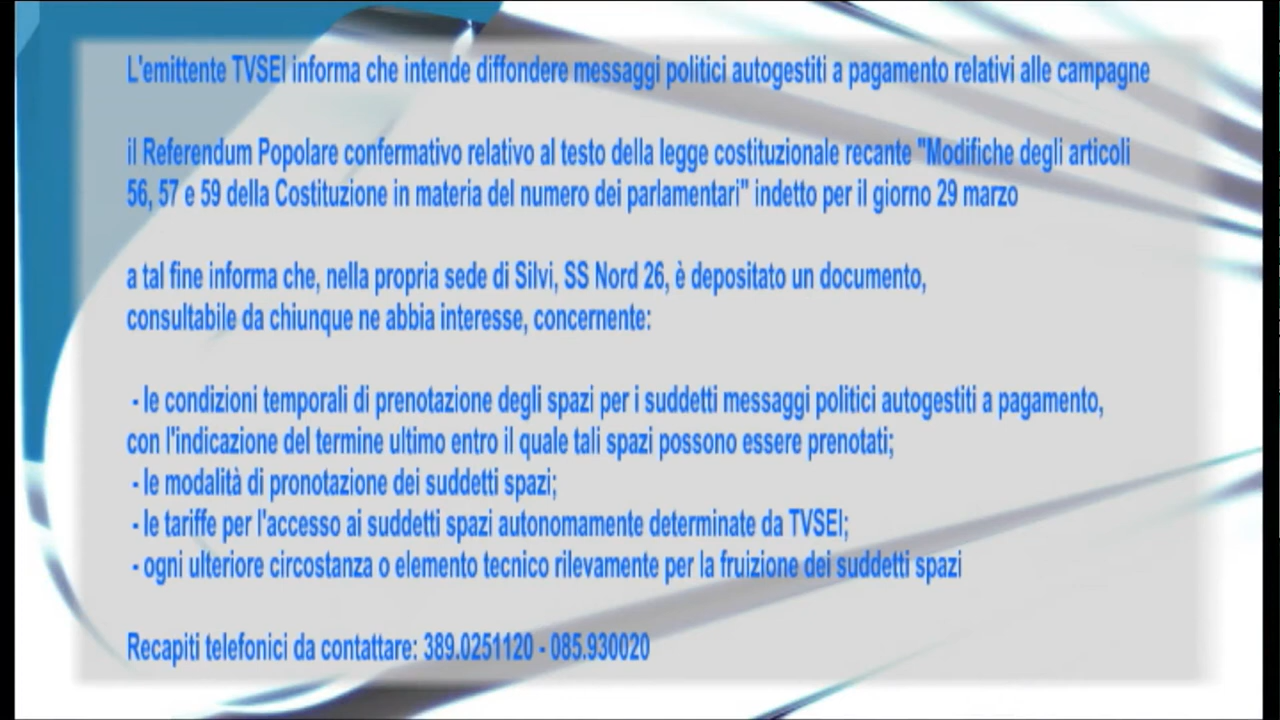 L'emittente TVSEI informa che intende diffondere messaggi politici autogestiti a pagamento relativi alle campagne
il Referendum Popolare confermativo relativo al testo della legge costituzionale recante "Modifiche degli articoli
56, 57 e 59 della Costituzione in materia del numero dei parlamentari" indetto per il giorno 29 marzo
a tal fine informa che, nella propria sede di Silvi, SS Nord 26, è depositato un documento,
consultabile da chiunque ne abbia interesse, concernente:
- le condizioni temporali di prenotazione degli spazi per i suddetti messaggi politici autogestiti a pagamento,
con l'indicazione del termine ultimo entro il quale tali spazi possono essere prenotati;
- le modalità di pronotazione dei suddetti spazi;
- le tariffe per l'accesso ai suddetti spazi autonomamente determinate da TVSEI;
- ogni ulteriore circostanza o elemento tecnico rilevamente per la fruizione dei suddetti spazi
Recapiti telefonici da contattare: 389.0251120 - 085.930020